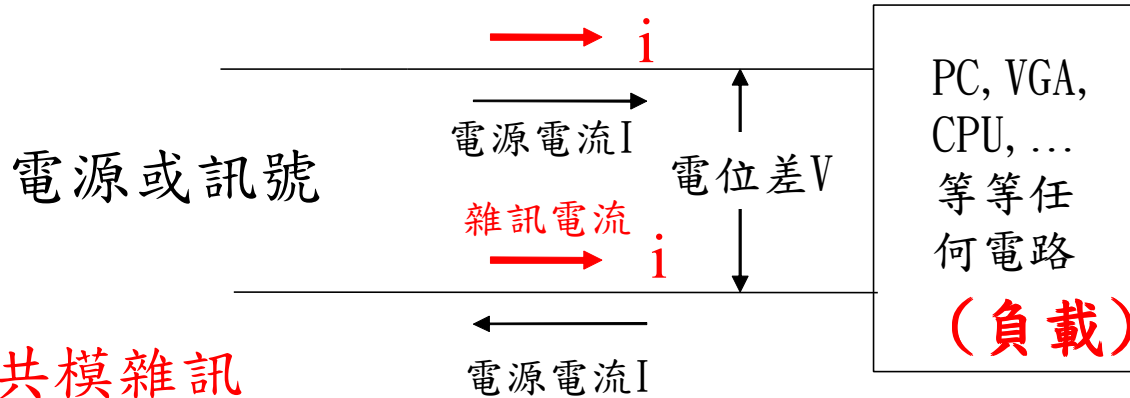 i
電源電流I
電源或訊號
電位差V
雜訊電流
i
電源電流I
共模雜訊
PC, VGA,
CPU, ...
等等任
何電路
(負載)